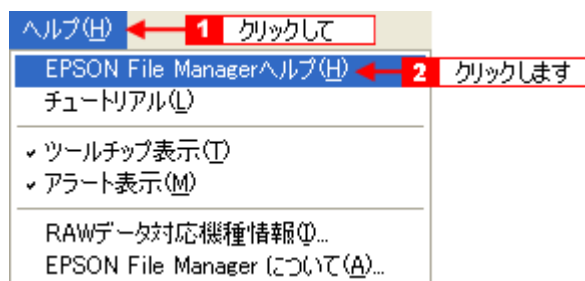 ヘルプ(H) 1 クリックして
EPSON File Managerヘルプ(H) 2 クリックします
チュートリアル(L)
ツールチップ表示(T)
アラート表示(M)
RAWデータ対応機種情報(I)...
EPSON File Manager について(A)...